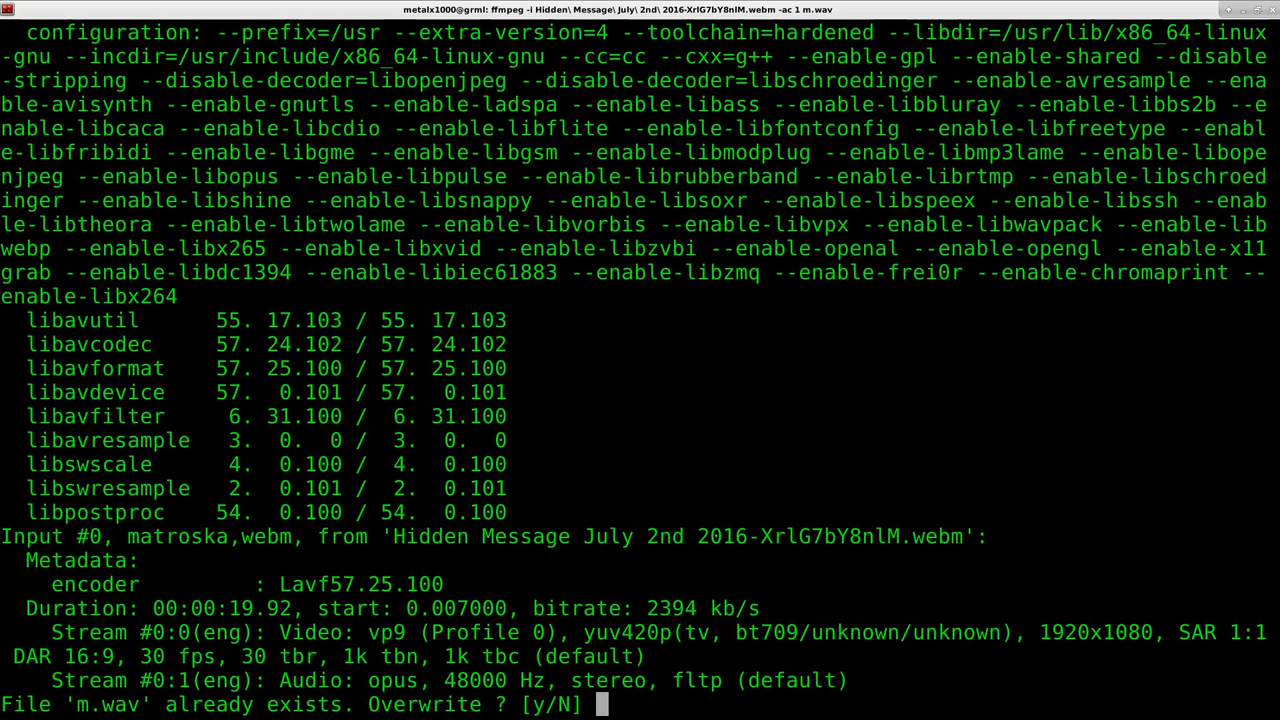 metalx1000@grml: ffmpeg -i Hidden\ Message\ July\ 2nd\ 2016-XrlG7bY8nlM.webm -ac 1 m.wav
configuration: --prefix=/usr --extra-version=4 --toolchain=hardened --libdir=/usr/lib/x86_64-linux
-gnu --incdir=/usr/include/x86_64-linux-gnu --cc=cc --cxx=g++ --enable-gpl --enable-shared --disable
-stripping --disable-decoder=libopenjpeg --disable-decoder=libschroedinger --enable-avresample --ena
ble-avisynth --enable-gnutls --enable-ladspa --enable-libass --enable-libbluray --enable-libbs2b --e
nable-libcaca --enable-libcdio --enable-libflite --enable-libfontconfig --enable-libfreetype --enabl
e-libfribidi --enable-libgme --enable-libgsm --enable-libmodplug --enable-libmp3lame --enable-libope
njpeg --enable-libopus --enable-libpulse --enable-librubberband --enable-librtmp --enable-libschroed
inger --enable-libshine --enable-libsnappy --enable-libsoxr --enable-libspeex --enable-libssh --enab
le-libtheora --enable-libtwolame --enable-libvorbis --enable-libvpx --enable-libwavpack --enable-lib
webp --enable-libx265 --enable-libxvid --enable-libzvbi --enable-openal --enable-opengl --enable-x11
grab --enable-libdc1394 --enable-libiec61883 --enable-libzmq --enable-frei0r --enable-chromaprint --
enable-libx264
libavutil      55. 17.103 / 55. 17.103
libavcodec     57. 24.102 / 57. 24.102
libavformat    57. 25.100 / 57. 25.100
libavdevice    57.  0.101 / 57.  0.101
libavfilter     6. 31.100 /  6. 31.100
libavresample   3.  0.  0 /  3.  0.  0
libswscale      4.  0.100 /  4.  0.100
libswresample   2.  0.101 /  2.  0.101
libpostproc    54.  0.100 / 54.  0.100
Input #0, matroska,webm, from 'Hidden Message July 2nd 2016-XrlG7bY8nlM.webm':
Metadata:
encoder         : Lavf57.25.100
Duration: 00:00:19.92, start: 0.007000, bitrate: 2394 kb/s
Stream #0:0(eng): Video: vp9 (Profile 0), yuv420p(tv, bt709/unknown/unknown), 1920x1080, SAR 1:1
DAR 16:9, 30 fps, 30 tbr, 1k tbn, 1k tbc (default)
Stream #0:1(eng): Audio: opus, 48000 Hz, stereo, fltp (default)
File 'm.wav' already exists. Overwrite ? [y/N]